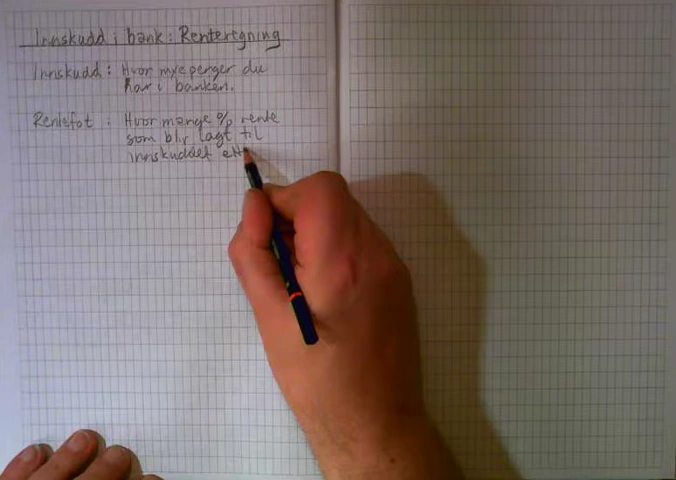 Innskudd i bank: Renteregning
Innskudd: Hvor mye penger du
har i banken.
Rentefot: Hvor mange % rente
som blir lagt til
innskuddet ett